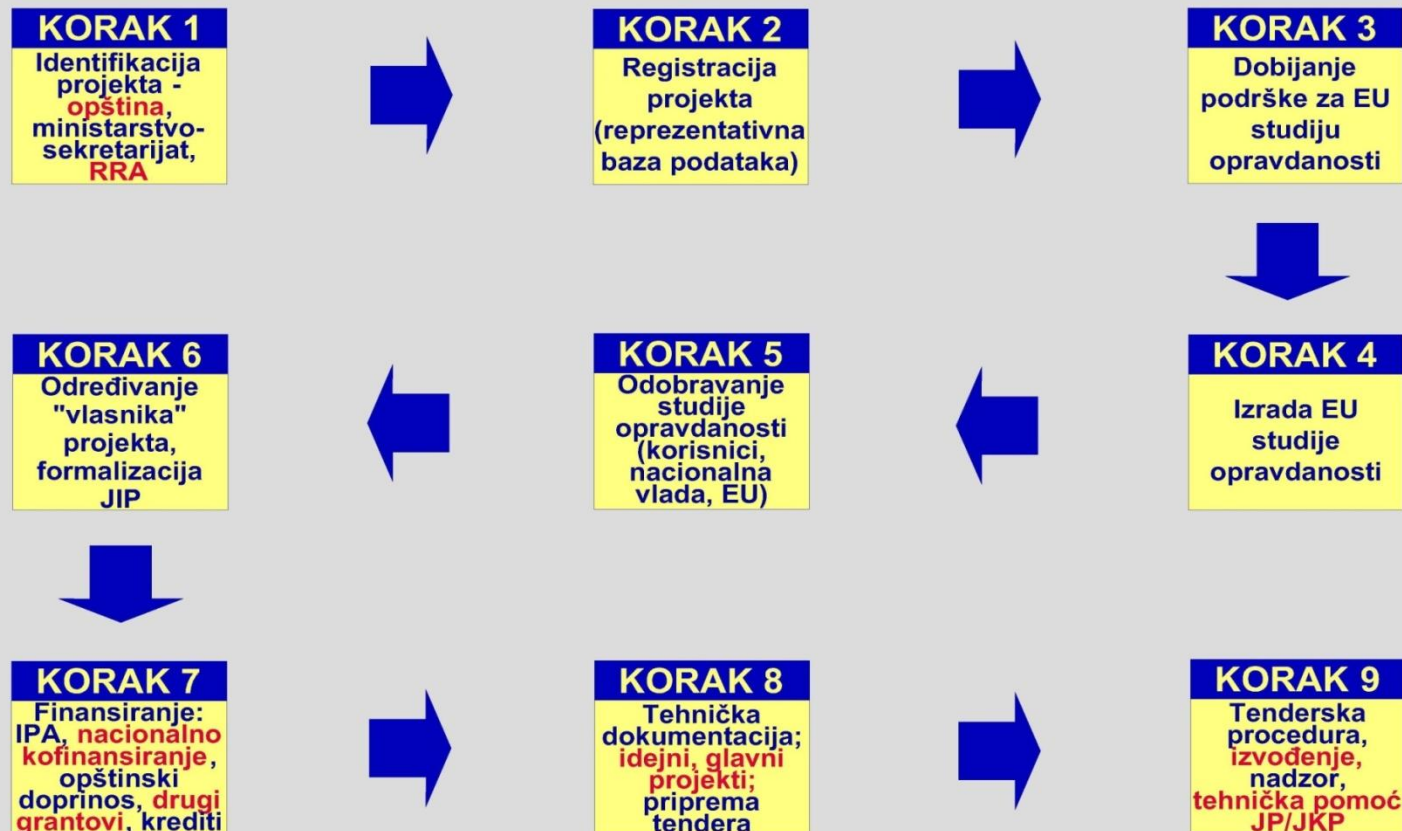 KORAK 1
Identifikacija
projekta -
opština,
ministarstvo-
sekretarijat,
RRA
KORAK 2
Registracija
projekta
(reprezentativna
baza podataka)
KORAK 3
Dobijanje
podrške za EU
studiju
opravdanosti
KORAK 4
Izrada EU
studije
opravdanosti
KORAK 5
Odobravanje
studije
opravdanosti
(korisnici,
nacionalna
vlada, EU)
KORAK 6
Određivanje
"vlasnika"
projekta,
formalizacija
JIP
KORAK 7
Finansiranje:
IPA, nacionalno
kofinansiranje,
opštinski
doprinos, drugi
grantovi, krediti
KORAK 8
Tehnička
dokumentacija;
idejni, glavni
projekti;
priprema
tendera
KORAK 9
Tenderska
procedura,
izvođenje,
nadzor,
tehnička pomoć
JP/JKP